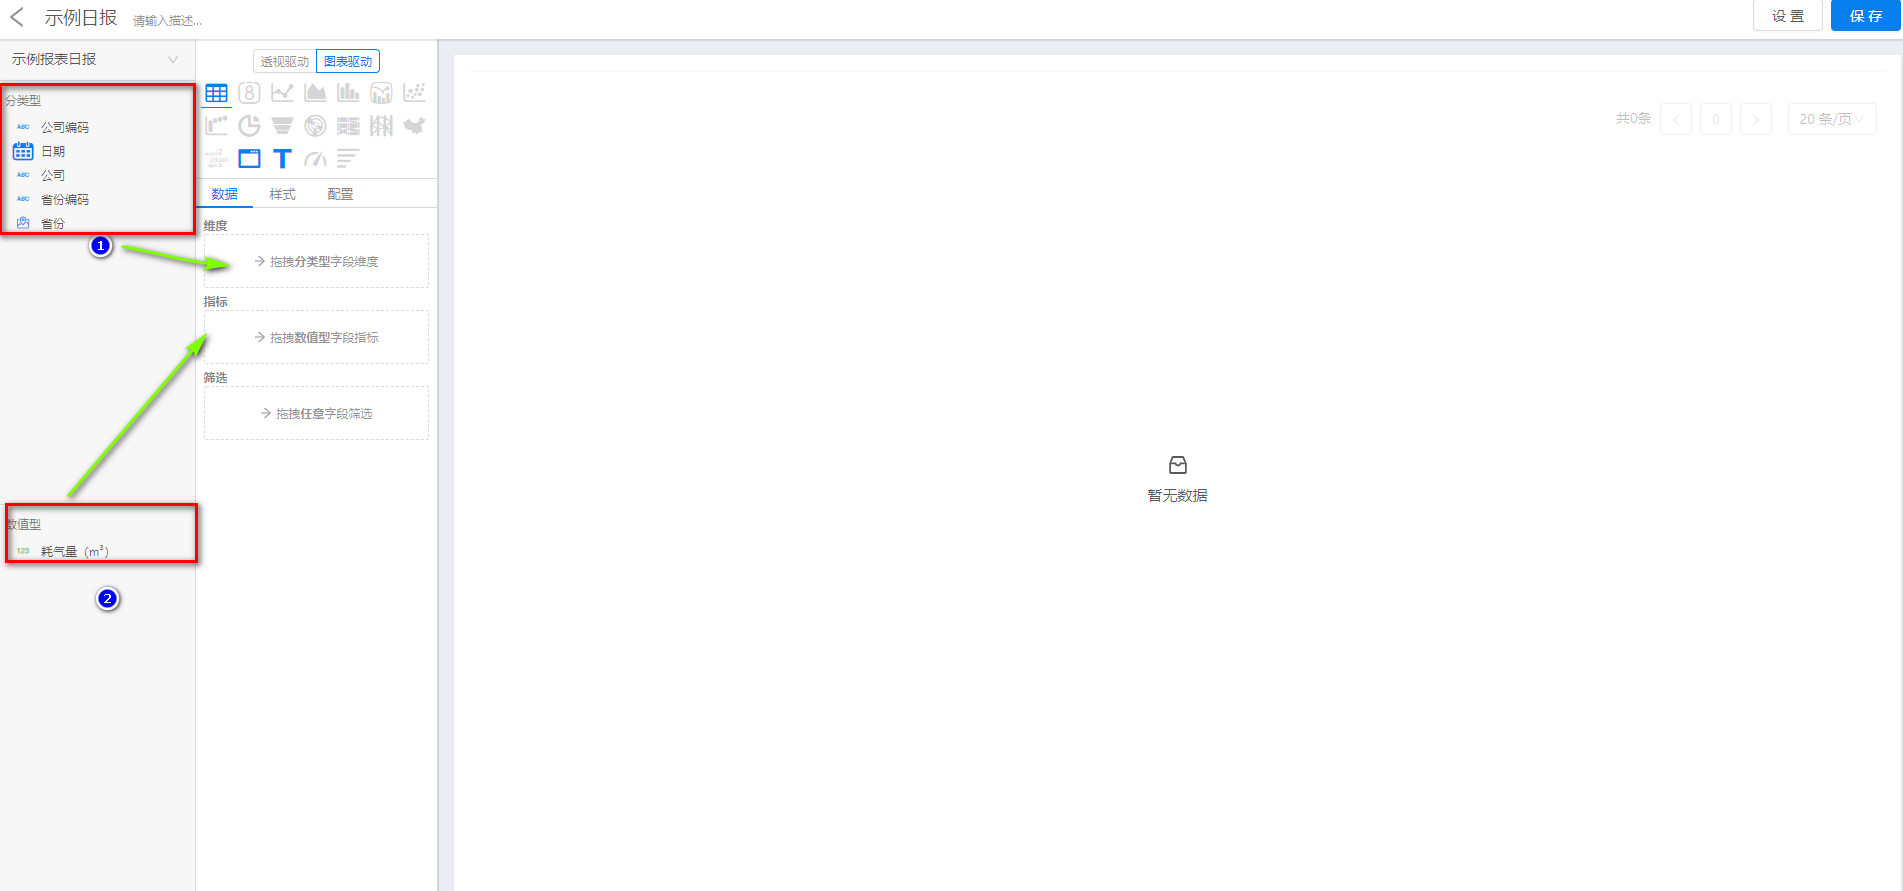 示例日报 请输入描述...
设 置
保 存
示例报表日报
透视驱动 图表驱动
分类型
ABC 公司编码
日期
ABC 公司
ABC 省份编码
省份
1
数据 样式 配置
维度
拖拽分类型字段维度
指标
拖拽数值型字段指标
筛选
拖拽任意字段筛选
数值型
123 耗气量（m³）
2
共0条 < 0 > 20 条/页
暂无数据